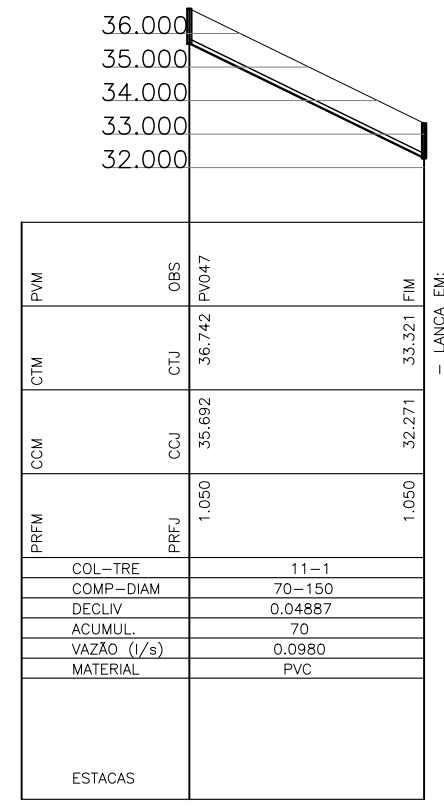 36.000
35.000
34.000
33.000
32.000
PVM OBS PV047 FIM
CTM CTJ 36.742 33.321
CCM CCJ 35.692 32.271
PRFM PRFJ 1.050 1.050
– LANCA EM:
COL–TRE 11–1
COMP–DIAM 70–150
DECLIV 0.04887
ACUMUL. 70
VAZÃO (l/s) 0.0980
MATERIAL PVC
ESTACAS